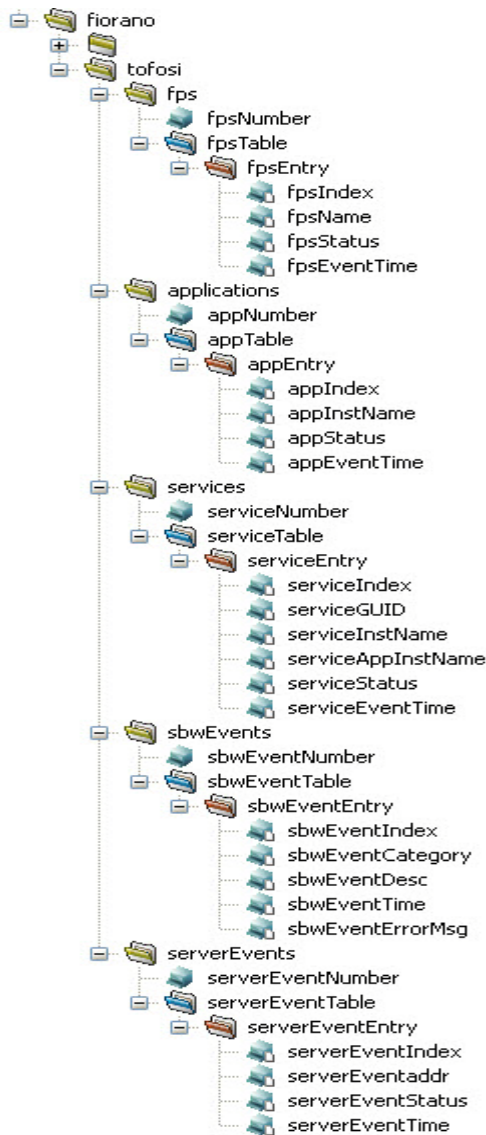 fiorano
tofosi
fps
fpsNumber
fpsTable
fpsEntry
fpsIndex
fpsName
fpsStatus
fpsEventTime
applications
appNumber
appTable
appEntry
appIndex
appInstName
appStatus
appEventTime
services
serviceNumber
serviceTable
serviceEntry
serviceIndex
serviceGUID
serviceInstName
serviceAppInstName
serviceStatus
serviceEventTime
sbwEvents
sbwEventNumber
sbwEventTable
sbwEventEntry
sbwEventIndex
sbwEventCategory
sbwEventDesc
sbwEventTime
sbwEventErrorMsg
serverEvents
serverEventNumber
serverEventTable
serverEventEntry
serverEventIndex
serverEventaddr
serverEventStatus
serverEventTime